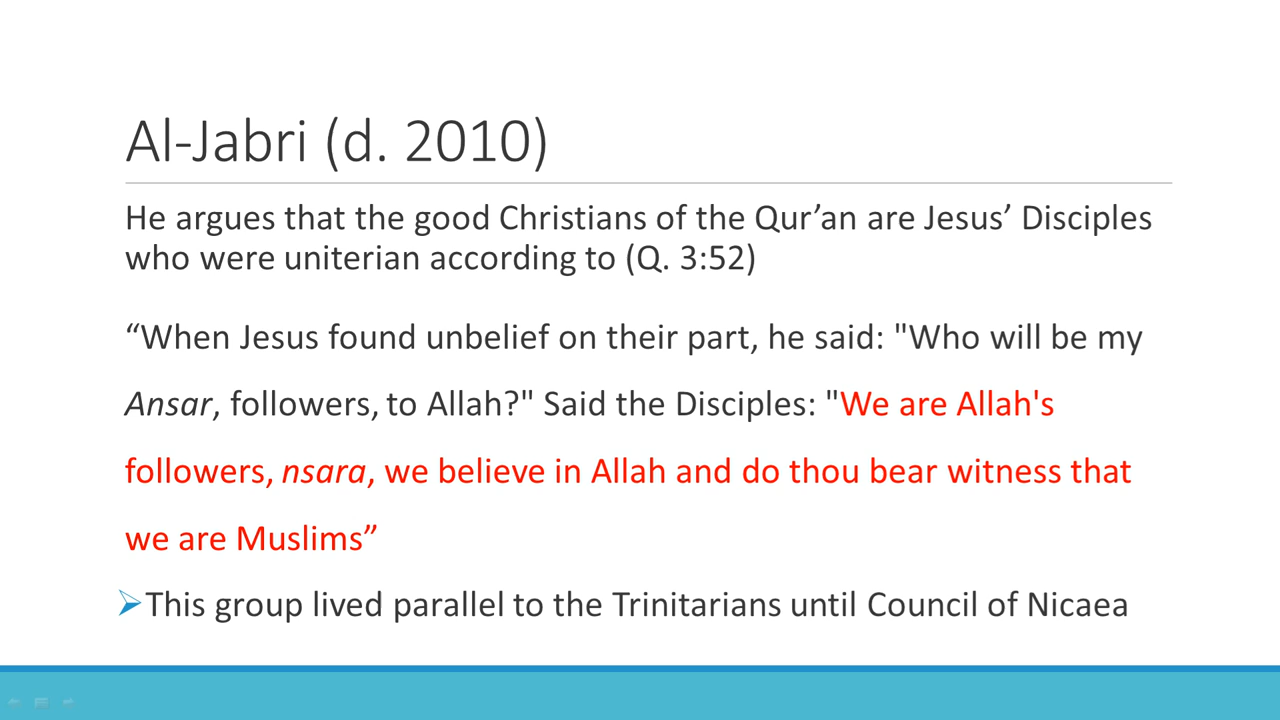 Al-Jabri (d. 2010)
He argues that the good Christians of the Qur’an are Jesus’ Disciples
who were uniterian according to (Q. 3:52)
“When Jesus found unbelief on their part, he said: "Who will be my
Ansar, followers, to Allah?" Said the Disciples: "We are Allah's
followers, nsara, we believe in Allah and do thou bear witness that
we are Muslims”
This group lived parallel to the Trinitarians until Council of Nicaea